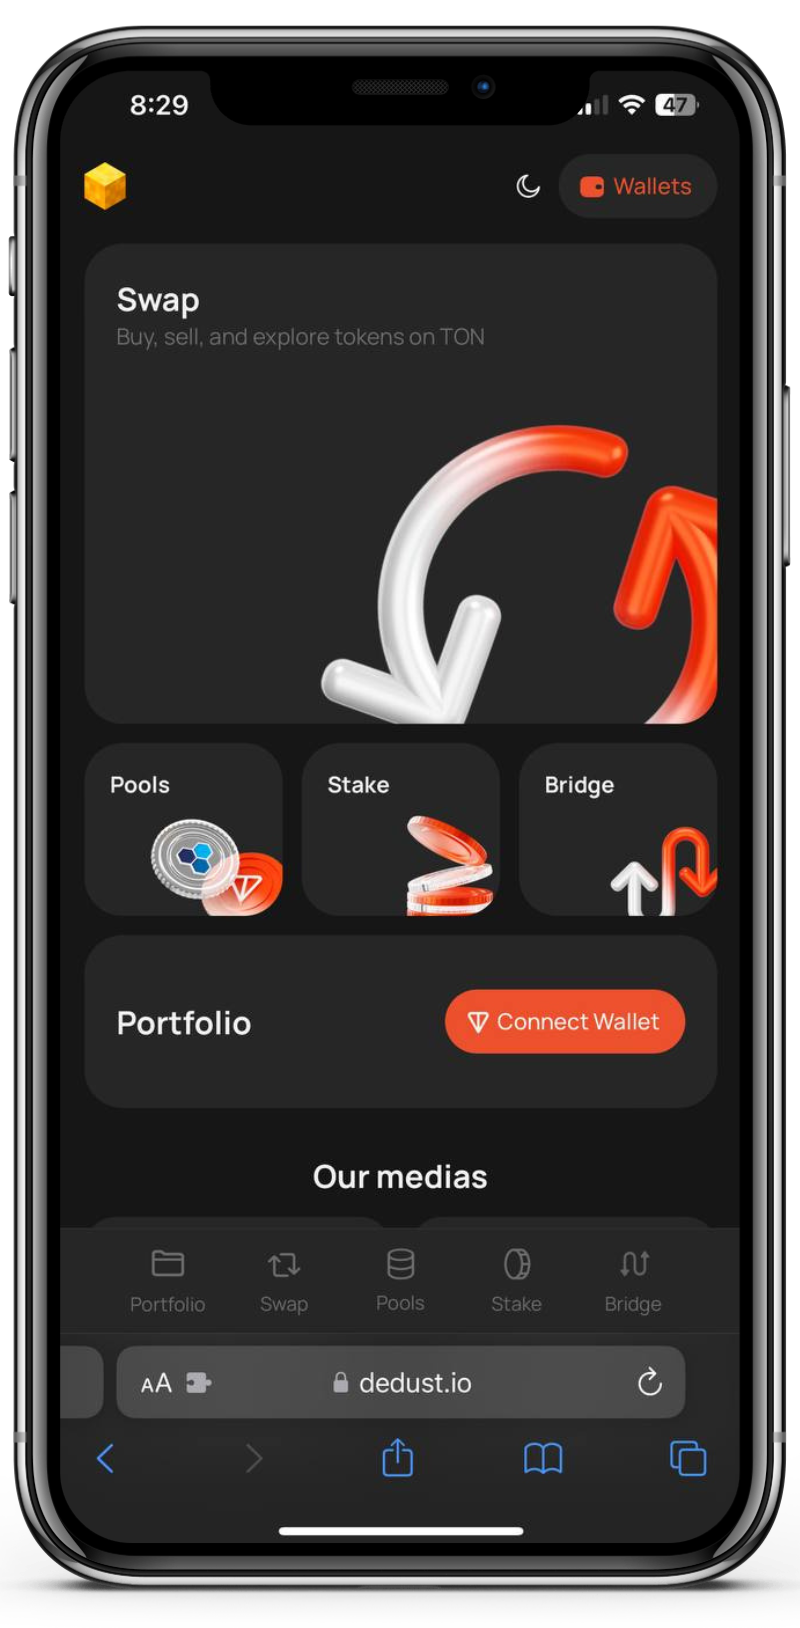 8:29
47
Wallets
Swap
Buy, sell, and explore tokens on TON
Pools
Stake
Bridge
Portfolio
Connect Wallet
Our medias
Portfolio
Swap
Pools
Stake
Bridge
AA
dedust.io